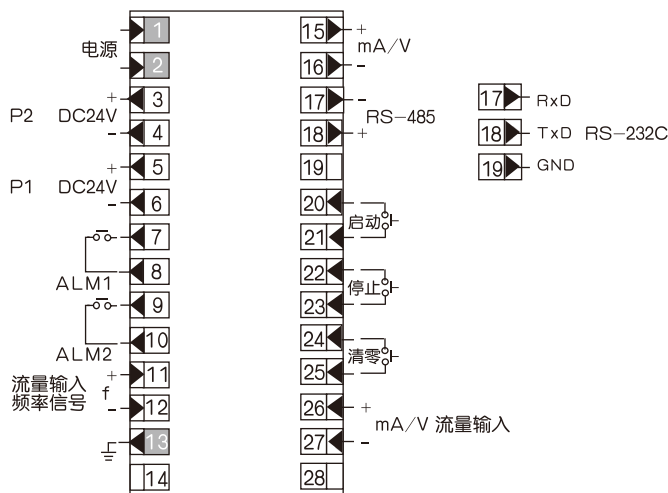 1 15 +
电源 mA/V
2 16 -
3 + 17 - 17 RxD
P2 DC24V RS-485
4 - 18 + 18 TxD RS-232C
5 + 19 19 GND
P1 DC24V
6 - 20
启动
7 21
8 22
ALM1 停止
9 23
10 24
ALM2 清零
+ 11 25
流量输入 f
频率信号
- 12 26 +
mA/V 流量输入
13 27 -
14 28